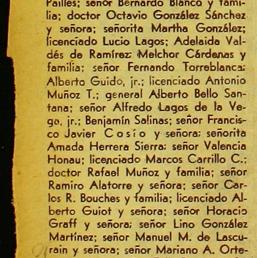 Pailles; señor Bernardo Blanco y fami-
lia; doctor Octavio González Sánchez
y señora; señorita Martha González;
licenciado Lucio Lagos; Adelaida Val-
dés de Ramírez; Melchor Cárdenas y
familia; señor Fernando Torreblanca;
Alberto Guido, jr.; licenciado Antonio
Muñoz T.; general Alberto Bello San-
tana; señor Alfredo Lagos de la Ve-
ga, jr.; Benjamín Salinas; señor Francis-
co Javier Cosío y señora; señorita
Amada Herrera Sierra; señor Valencia
Honau; licenciado Marcos Carrillo C.;
doctor Rafael Muñoz y familia; señor
Ramiro Alatorre y señora; señor Car-
los R. Bouches y familia; licenciado Al-
berto Guiot y señora; señor Horacio
Graff y señora; señor Lino González
Martínez; señor Manuel M. de Lascu-
rain y señora; señor Mariano A. Orte-